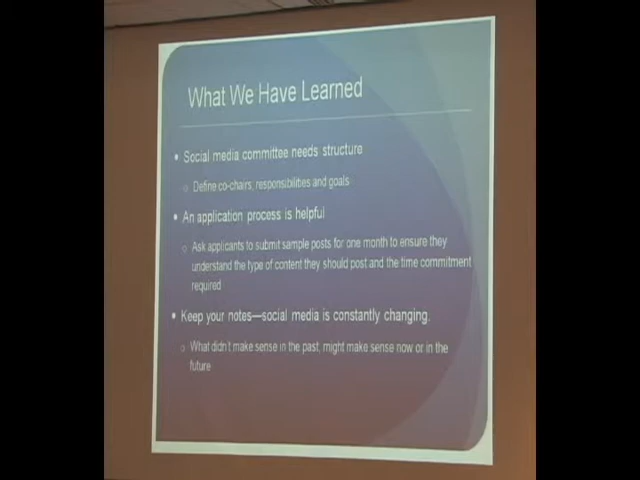 What We Have Learned
• Social media committee needs structure
○ Define co-chairs, responsibilities and goals
• An application process is helpful
○ Ask applicants to submit sample posts for one month to ensure they
understand the type of content they should post and the time commitment
required
• Keep your notes—social media is constantly changing.
○ What didn't make sense in the past, might make sense now or in the
future